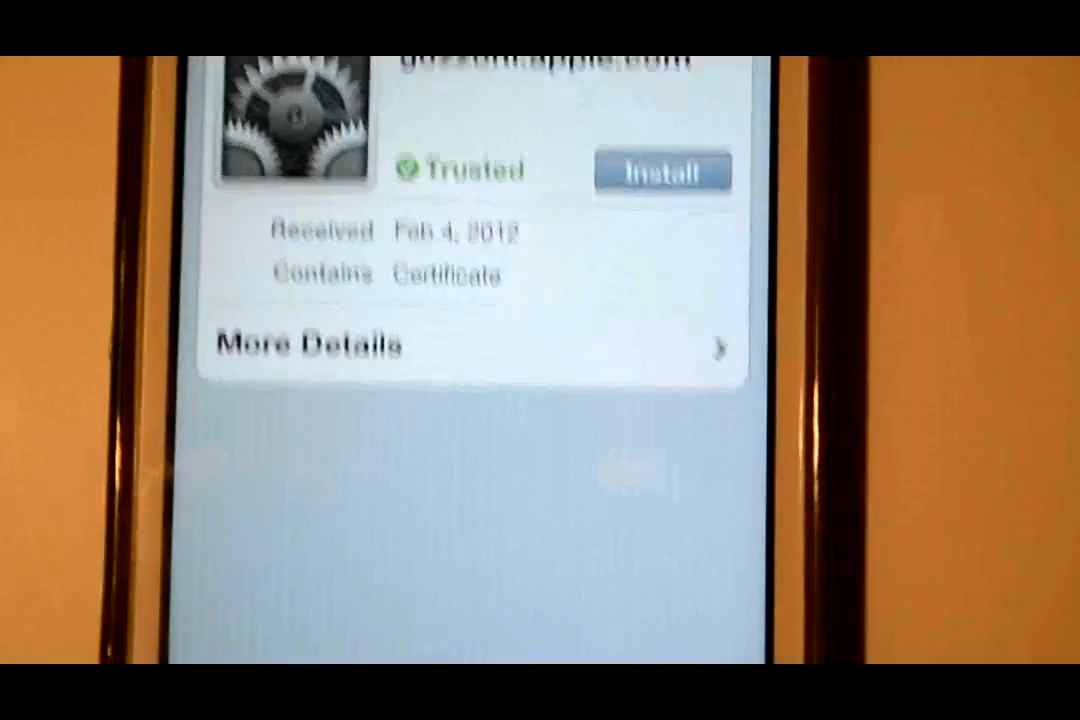 Trusted
Install
Received Feb 4, 2012
Contains Certificate
More Details